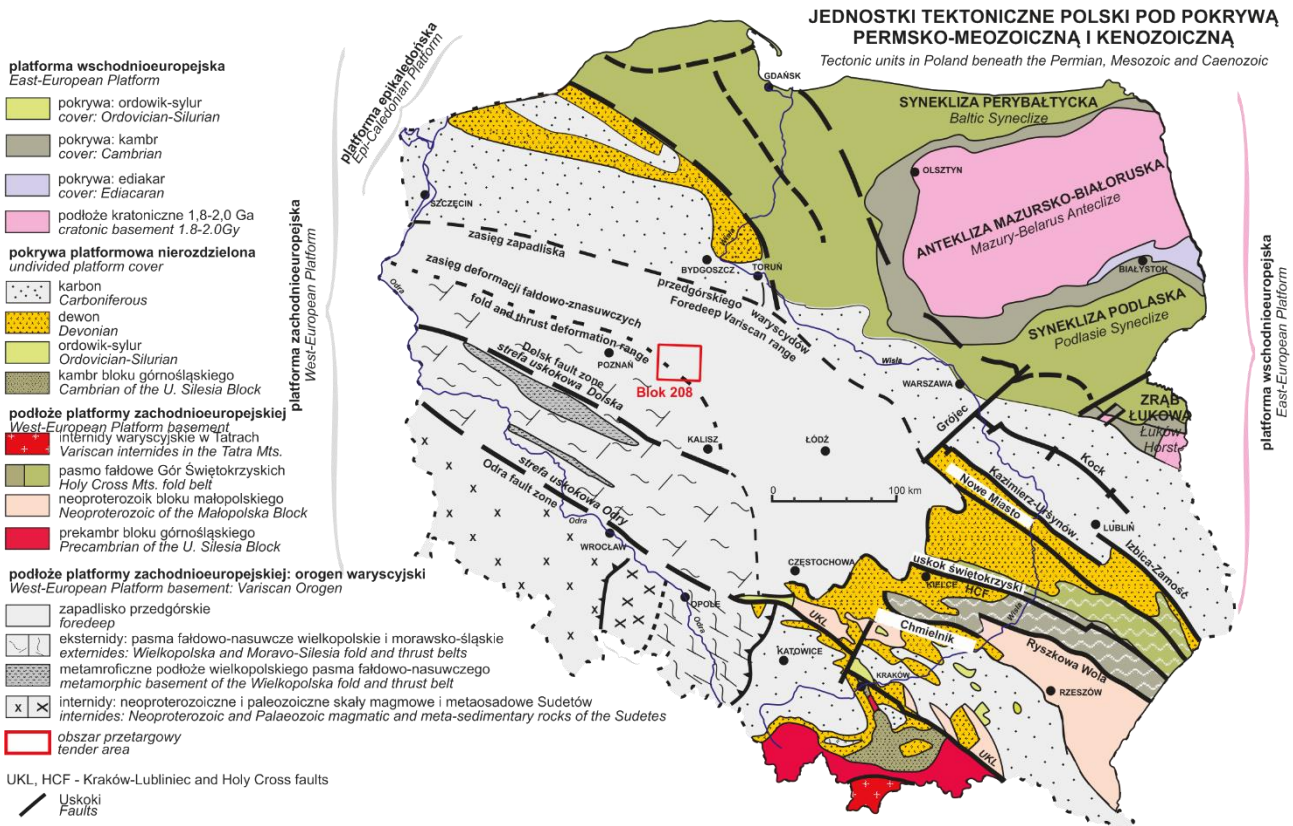 JEDNOSTKI TEKTONICZNE POLSKI POD POKRYWĄ
PERMSKO-MEOZOICZNĄ I KENOZOICZNĄ
Tectonic units in Poland beneath the Permian, Mesozoic and Caenozoic
platforma wschodnioeuropejska
East-European Platform
pokrywa: ordowik-sylur
cover: Ordovician-Silurian
pokrywa: kambr
cover: Cambrian
pokrywa: ediakar
cover: Ediacaran
podłoże kratoniczne 1,8-2,0 Ga
cratonic basement 1.8-2.0Gy
pokrywa platformowa nierozdzielona
undivided platform cover
karbon
Carboniferous
dewon
Devonian
ordowik-sylur
Ordovician-Silurian
kambr bloku górnośląskiego
Cambrian of the U. Silesia Block
podłoże platformy zachodnioeuropejskiej
West-European Platform basement
internidy waryscyjskie w Tatrach
Variscan internides in the Tatra Mts.
pasmo fałdowe Gór Świętokrzyskich
Holy Cross Mts. fold belt
neoproterozoik bloku małopolskiego
Neoproterozoic of the Małopolska Block
prekambr bloku górnośląskiego
Precambrian of the U. Silesia Block
podłoże platformy zachodnioeuropejskiej: orogen waryscyjski
West-European Platform basement: Variscan Orogen
zapadlisko przedgórskie
foredeep
eksternidy: pasma fałdowo-nasuwcze wielkopolskie i morawsko-śląskie
externides: Wielkopolska and Moravo-Silesia fold and thrust belts
metamroficzne podłoże wielkopolskiego pasma fałdowo-nasuwczego
metamorphic basement of the Wielkopolska fold and thrust belt
internidy: neoproterozoiczne i paleozoiczne skały magmowe i metaosadowe Sudetów
internides: Neoproterozoic and Palaeozoic magmatic and meta-sedimentary rocks of the Sudetes
obszar przetargowy
tender area
UKL, HCF - Kraków-Lubliniec and Holy Cross faults
Uskoki
Faults
platforma zachodnioeuropejska
West-European Platform
platforma epikaledońska
Epi-Caledonian Platform
platforma wschodnioeuropejska
East-European Platform
GDAŃSK
SYNEKLIZA PERYBAŁTYCKA
Baltic Syneclize
OLSZTYN
ANTEKLIZA MAZURSKO-BIAŁORUSKA
Mazury-Belarus Anteclize
BIAŁYSTOK
SYNEKLIZA PODLASKA
Podlasie Syneclize
SZCZĘCIN
Wisła
BYDGOSZCZ
TORUŃ
zasięg zapadliska
przedgórskiego
waryscydów
Foredeep Variscan range
zasięg deformacji fałdowo-znasuwczych
fold and thrust deformation range
Odra
POZNAŃ
Blok 208
Dolsk fault zone
strefa uskokowa Dolska
Wisła
WARSZAWA
ZRĄB
ŁUKOWA
Łuków
Horst
Grójec
Kock
KALISZ
ŁÓDŹ
0
100 km
Kazimierz-Ursynów
Nowe Miasto
LUBLIŃ
Izbica-Zamość
strefa uskokowa Odry
Odra fault zone
Odra
WROCŁAW
CZĘSTOCHOWA
uskok świętokrzyski
KIELCE
HCF
Wisła
OPOLE
Odra
UKL
Chmielnik
Ryszkowa Wola
KATOWICE
KRAKÓW
RZESZÓW
UKL